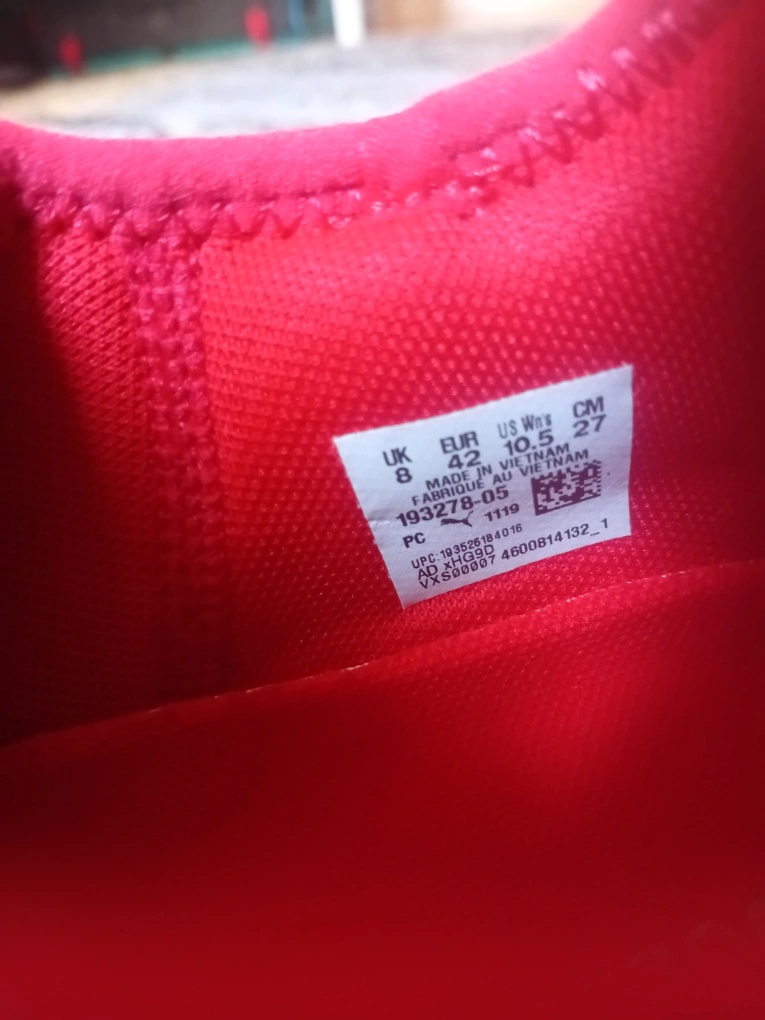 UK EUR US Wn's CM
8 42 10.5 27
MADE IN VIETNAM
FABRIQUÉ AU VIETNAM
193278-05
PC 1119
UPC:193526184016
AD xHG9D
VXS00007 4600814132_1